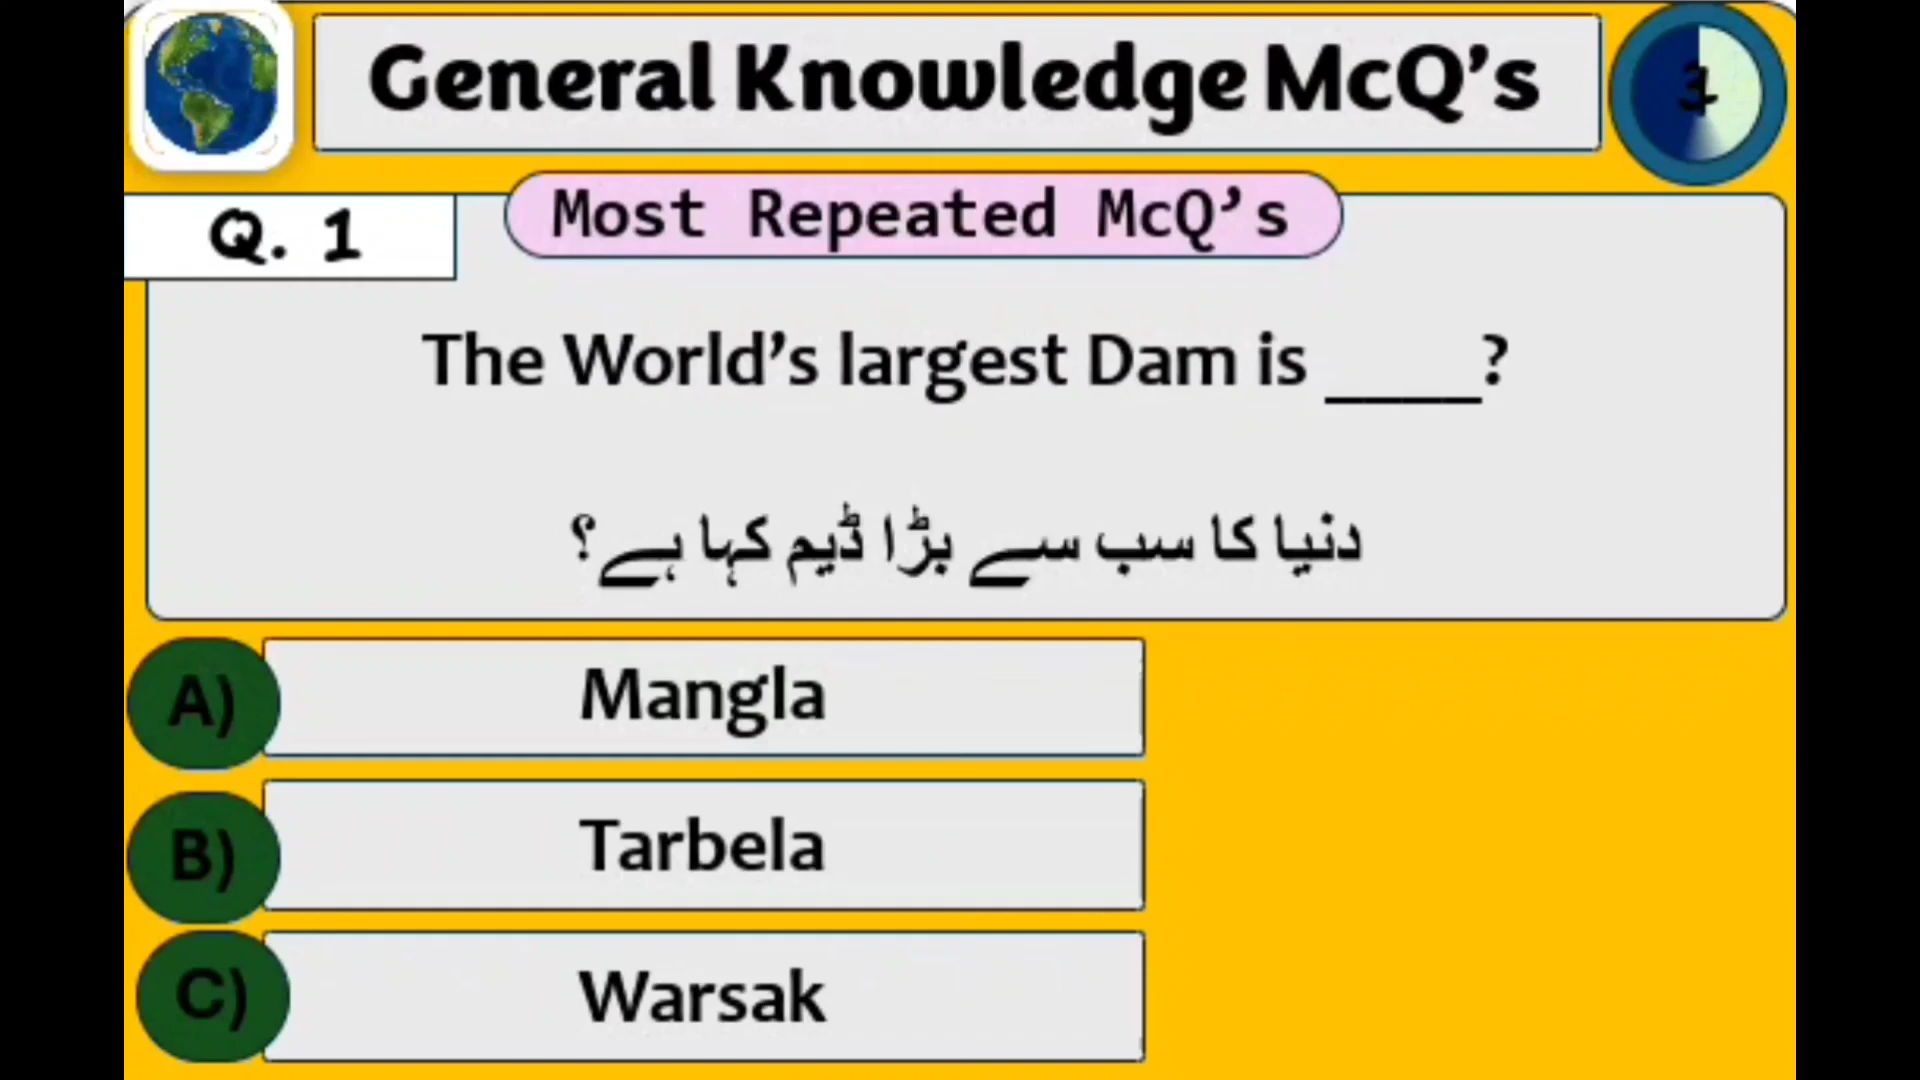 General Knowledge McQ's
Q. 1
Most Repeated McQ's
The World's largest Dam is ____?
دنیا کا سب سے بڑا ڈیم کہا ہے؟
A) Mangla
B) Tarbela
C) Warsak